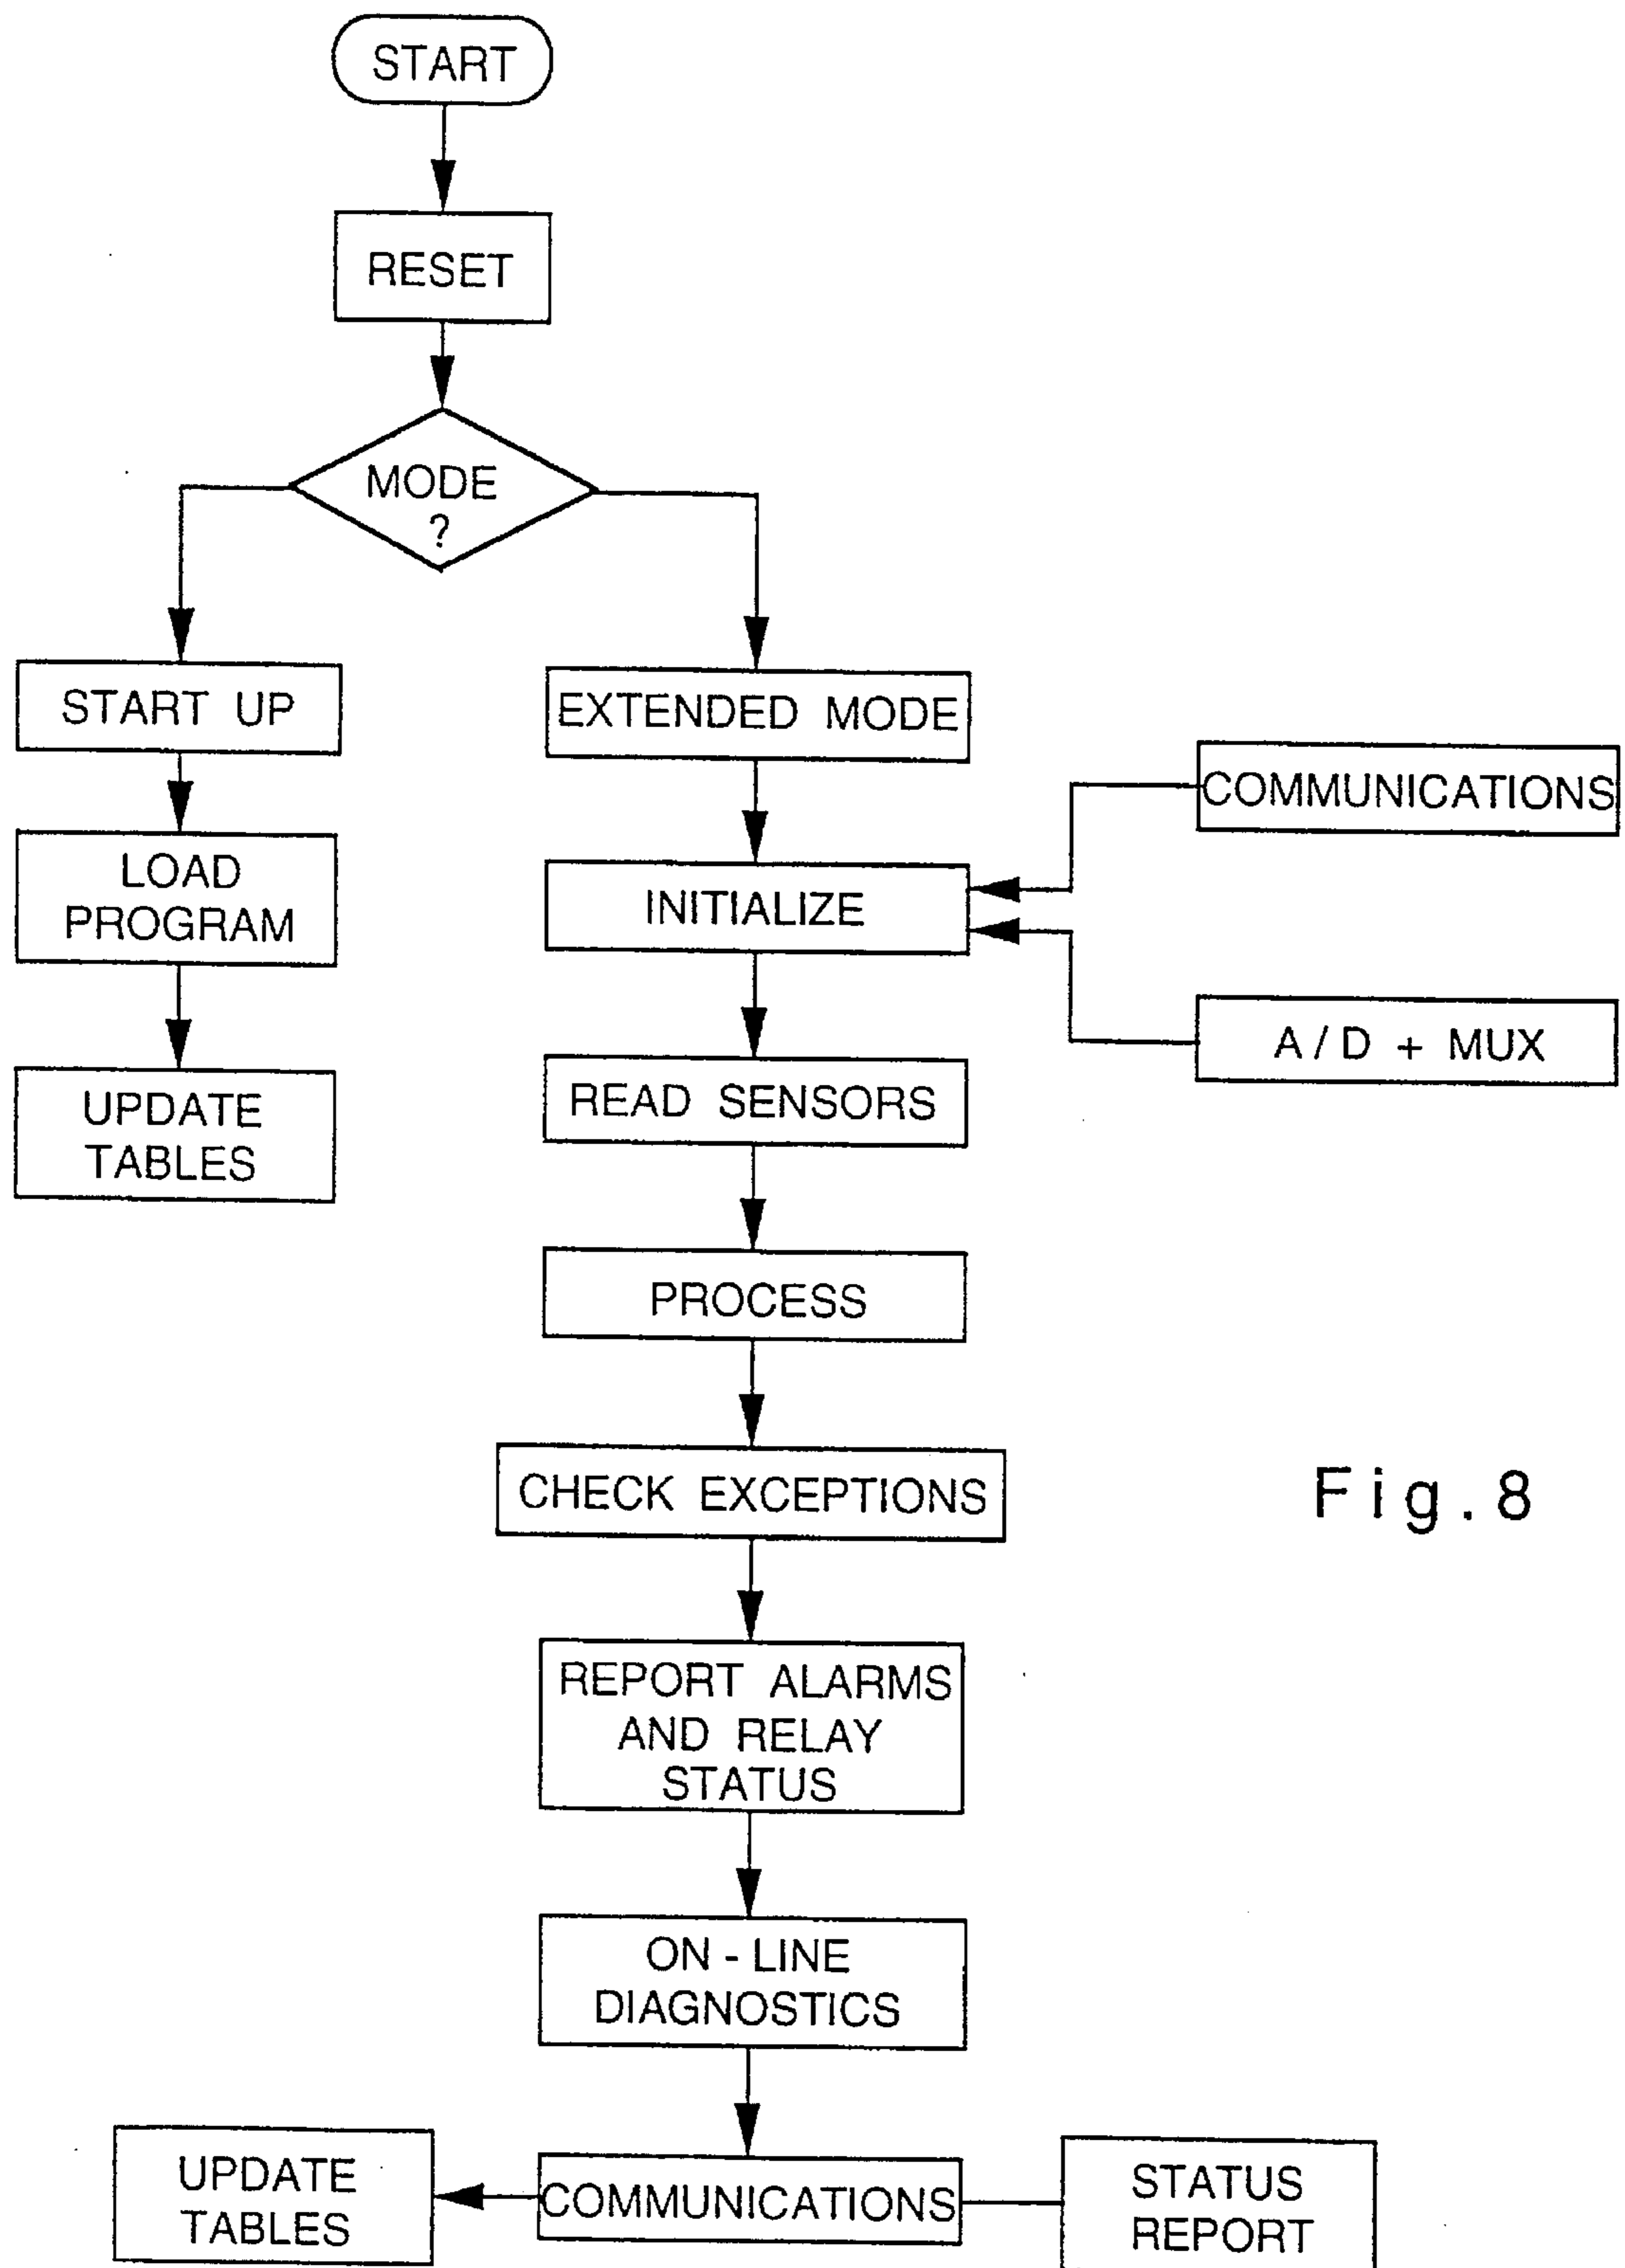 START
RESET
MODE
?
START UP
EXTENDED MODE
COMMUNICATIONS
LOAD
PROGRAM
INITIALIZE
A/D + MUX
UPDATE
TABLES
READ SENSORS
PROCESS
CHECK EXCEPTIONS
Fig. 8
REPORT ALARMS
AND RELAY
STATUS
ON-LINE
DIAGNOSTICS
UPDATE
TABLES
COMMUNICATIONS
STATUS
REPORT